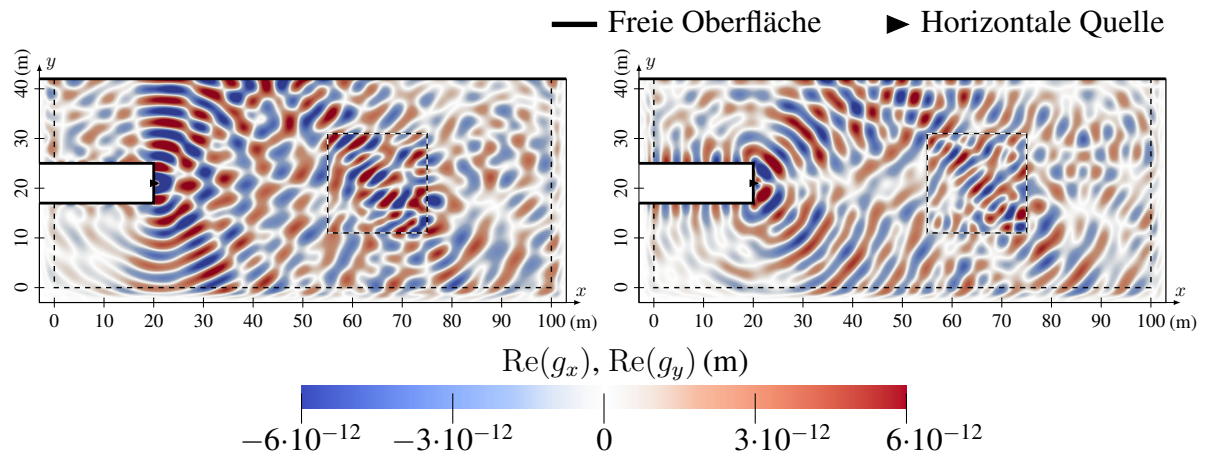 Freie Oberfläche Horizontale Quelle
y (m) 40 30 20 10 0
0 10 20 30 40 50 60 70 80 90 100 (m) x
y (m) 40 30 20 10 0
0 10 20 30 40 50 60 70 80 90 100 (m) x
Re(g_x), Re(g_y) (m)
−6·10⁻¹² −3·10⁻¹² 0 3·10⁻¹² 6·10⁻¹²